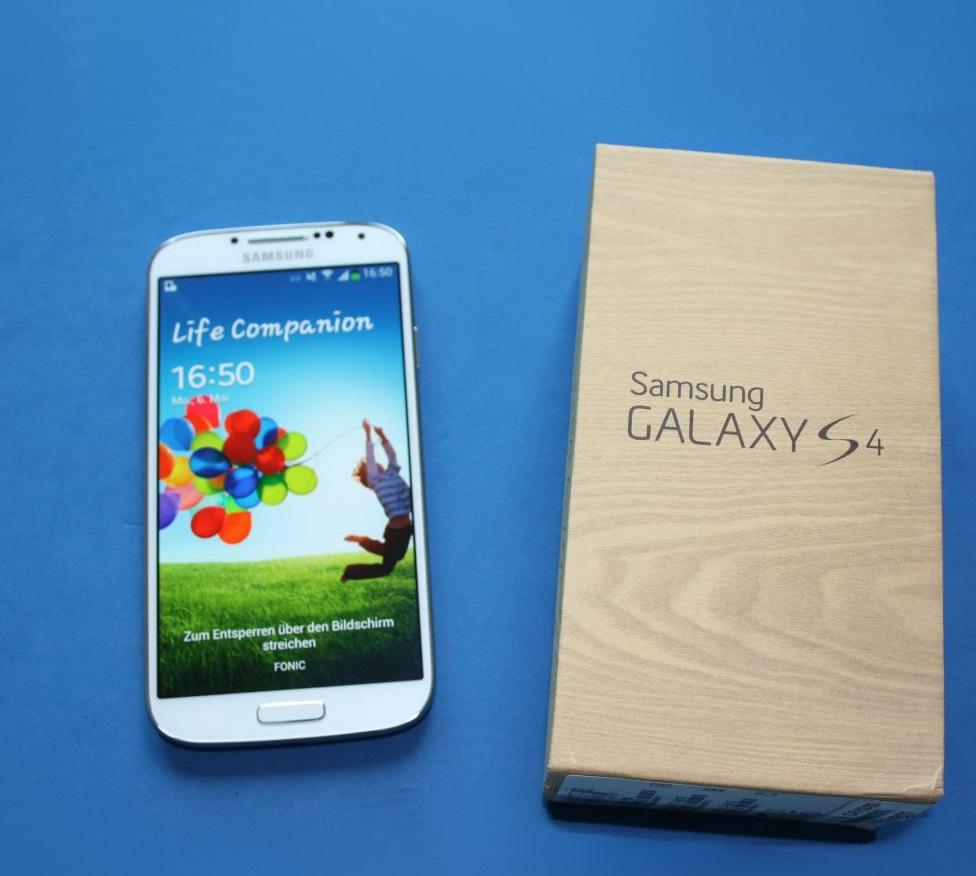 SAMSUNG
16:50
Life Companion
16:50
Mo., 6. Mai
Zum Entsperren über den Bildschirm
streichen
FONIC
Samsung
GALAXY S4